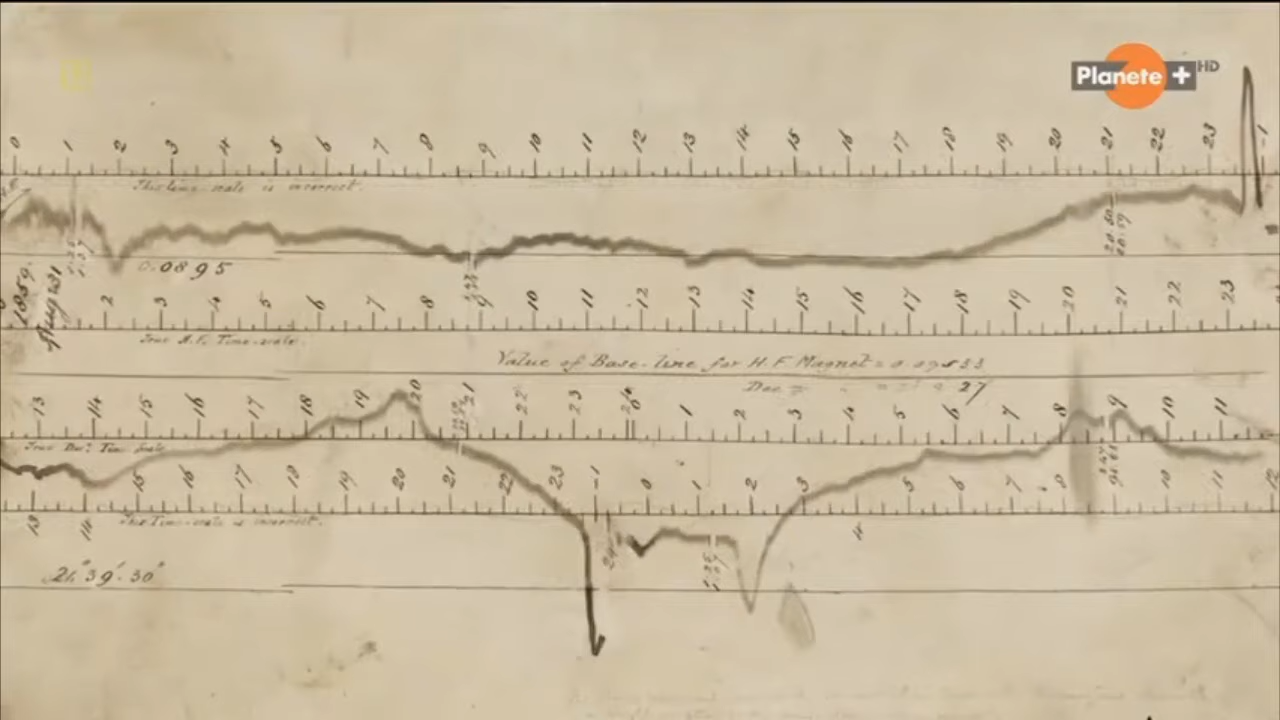 Planete + HD
0 1 2 3 4 5 6 7 8 9 10 11 12 13 14 15 16 17 18 19 20 21 22 23 -1
This time-scale is incorrect.
0.0895
1859.
Aug 31
2 3 4 5 6 7 8 9 10 11 12 13 14 15 16 17 18 19 20 21 22 23
True H.F. Time-scale.
Value of Base-line for H.F Magnet =
Dec
13 14 15 16 17 18 19 20 21 22 23 0 1 2 3 4 5 6 7 8 9 10 11
True Decn Time Scale
15 17 18 19 20 21 22 23 -1 0 1 2 3 5 6 7 8 9 10 11 12
13 14 4
This Time-scale is incorrect.
21° 39' 30"